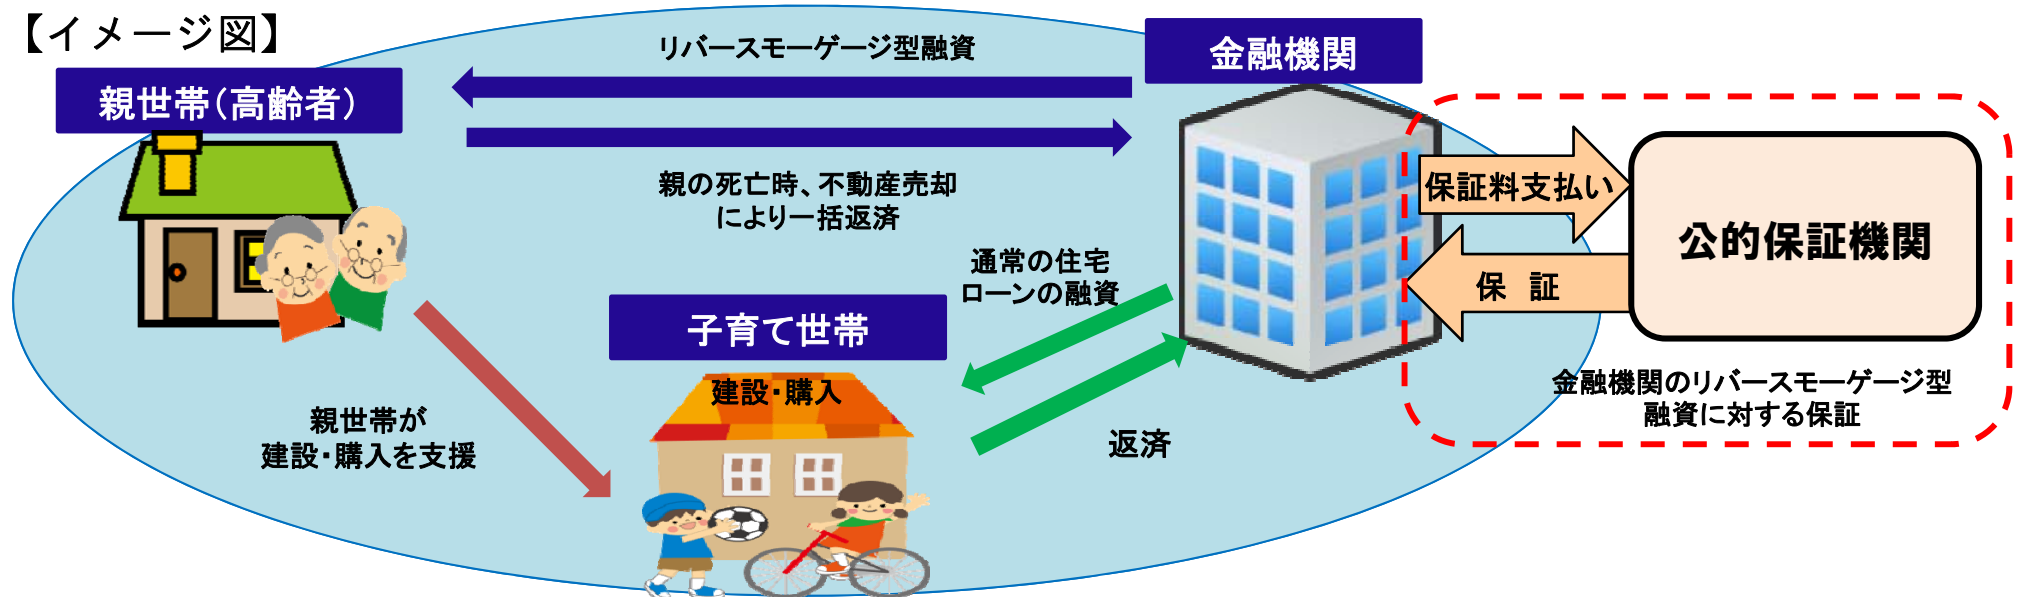 【イメージ図】
親世帯（高齢者）
リバースモーゲージ型融資
金融機関
親の死亡時、不動産売却
により一括返済
保証料支払い
公的保証機関
保　証
通常の住宅
ローンの融資
子育て世帯
建設・購入
親世帯が
建設・購入を支援
返済
金融機関のリバースモーゲージ型
融資に対する保証